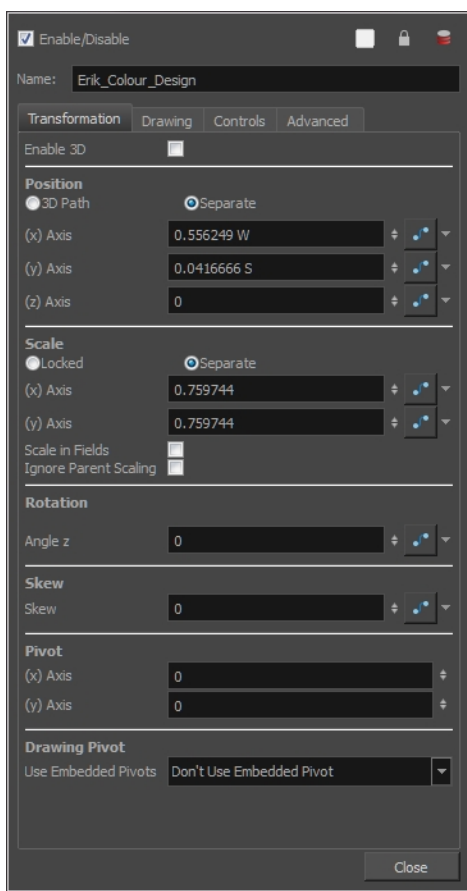 Enable/Disable
Name: Erik_Colour_Design
Transformation Drawing Controls Advanced
Enable 3D
Position
3D Path Separate
(x) Axis 0.556249 W
(y) Axis 0.0416666 S
(z) Axis 0
Scale
Locked Separate
(x) Axis 0.759744
(y) Axis 0.759744
Scale in Fields
Ignore Parent Scaling
Rotation
Angle z 0
Skew
Skew 0
Pivot
(x) Axis 0
(y) Axis 0
Drawing Pivot
Use Embedded Pivots Don't Use Embedded Pivot
Close